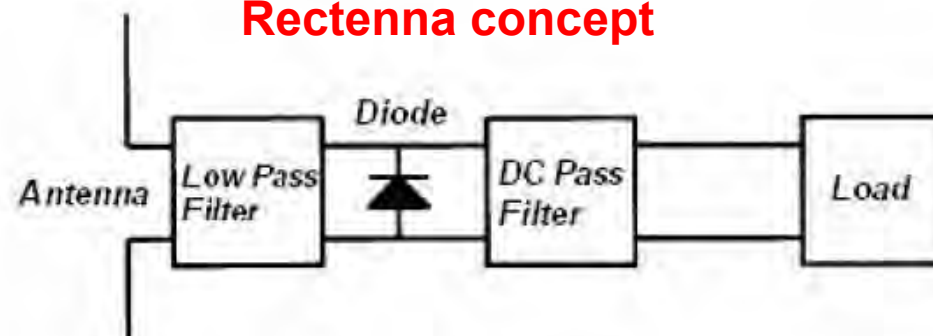 Rectenna concept
Diode
Antenna
Low Pass
Filter
DC Pass
Filter
Load